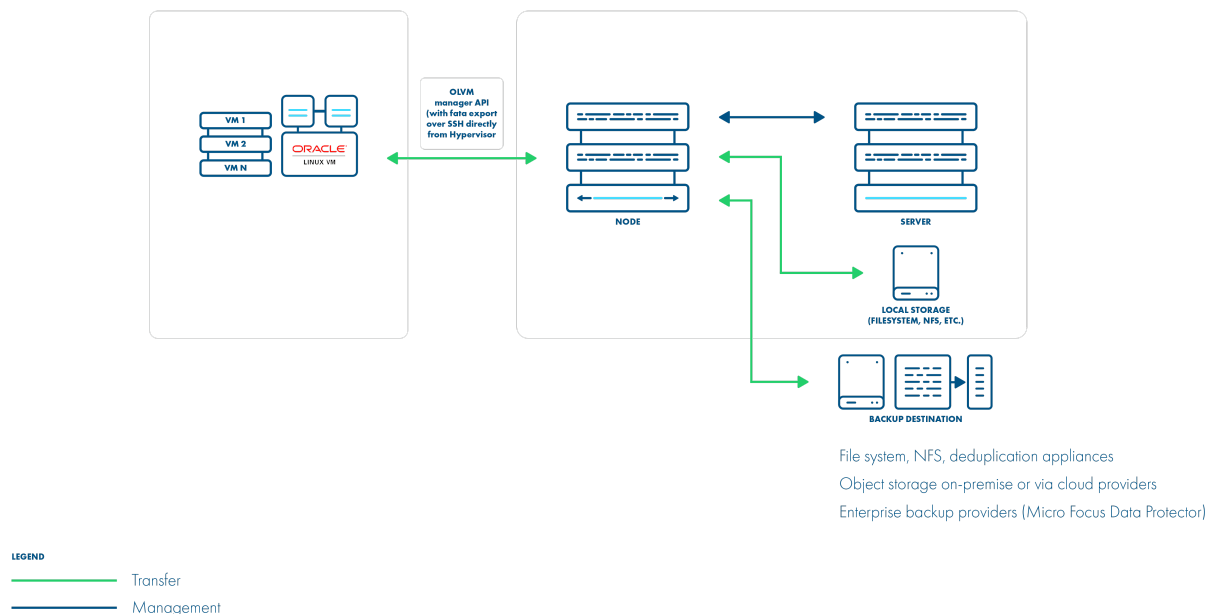 VM 1
VM 2
VM N
ORACLE
LINUX VM
OLVM
manager API
(with fata export
over SSH directly
from Hypervisor
NODE
SERVER
LOCAL STORAGE
(FILESYSTEM, NFS, ETC.)
BACKUP DESTINATION
File system, NFS, deduplication appliances
Object storage on-premise or via cloud providers
Enterprise backup providers (Micro Focus Data Protector)
LEGEND
Transfer
Management